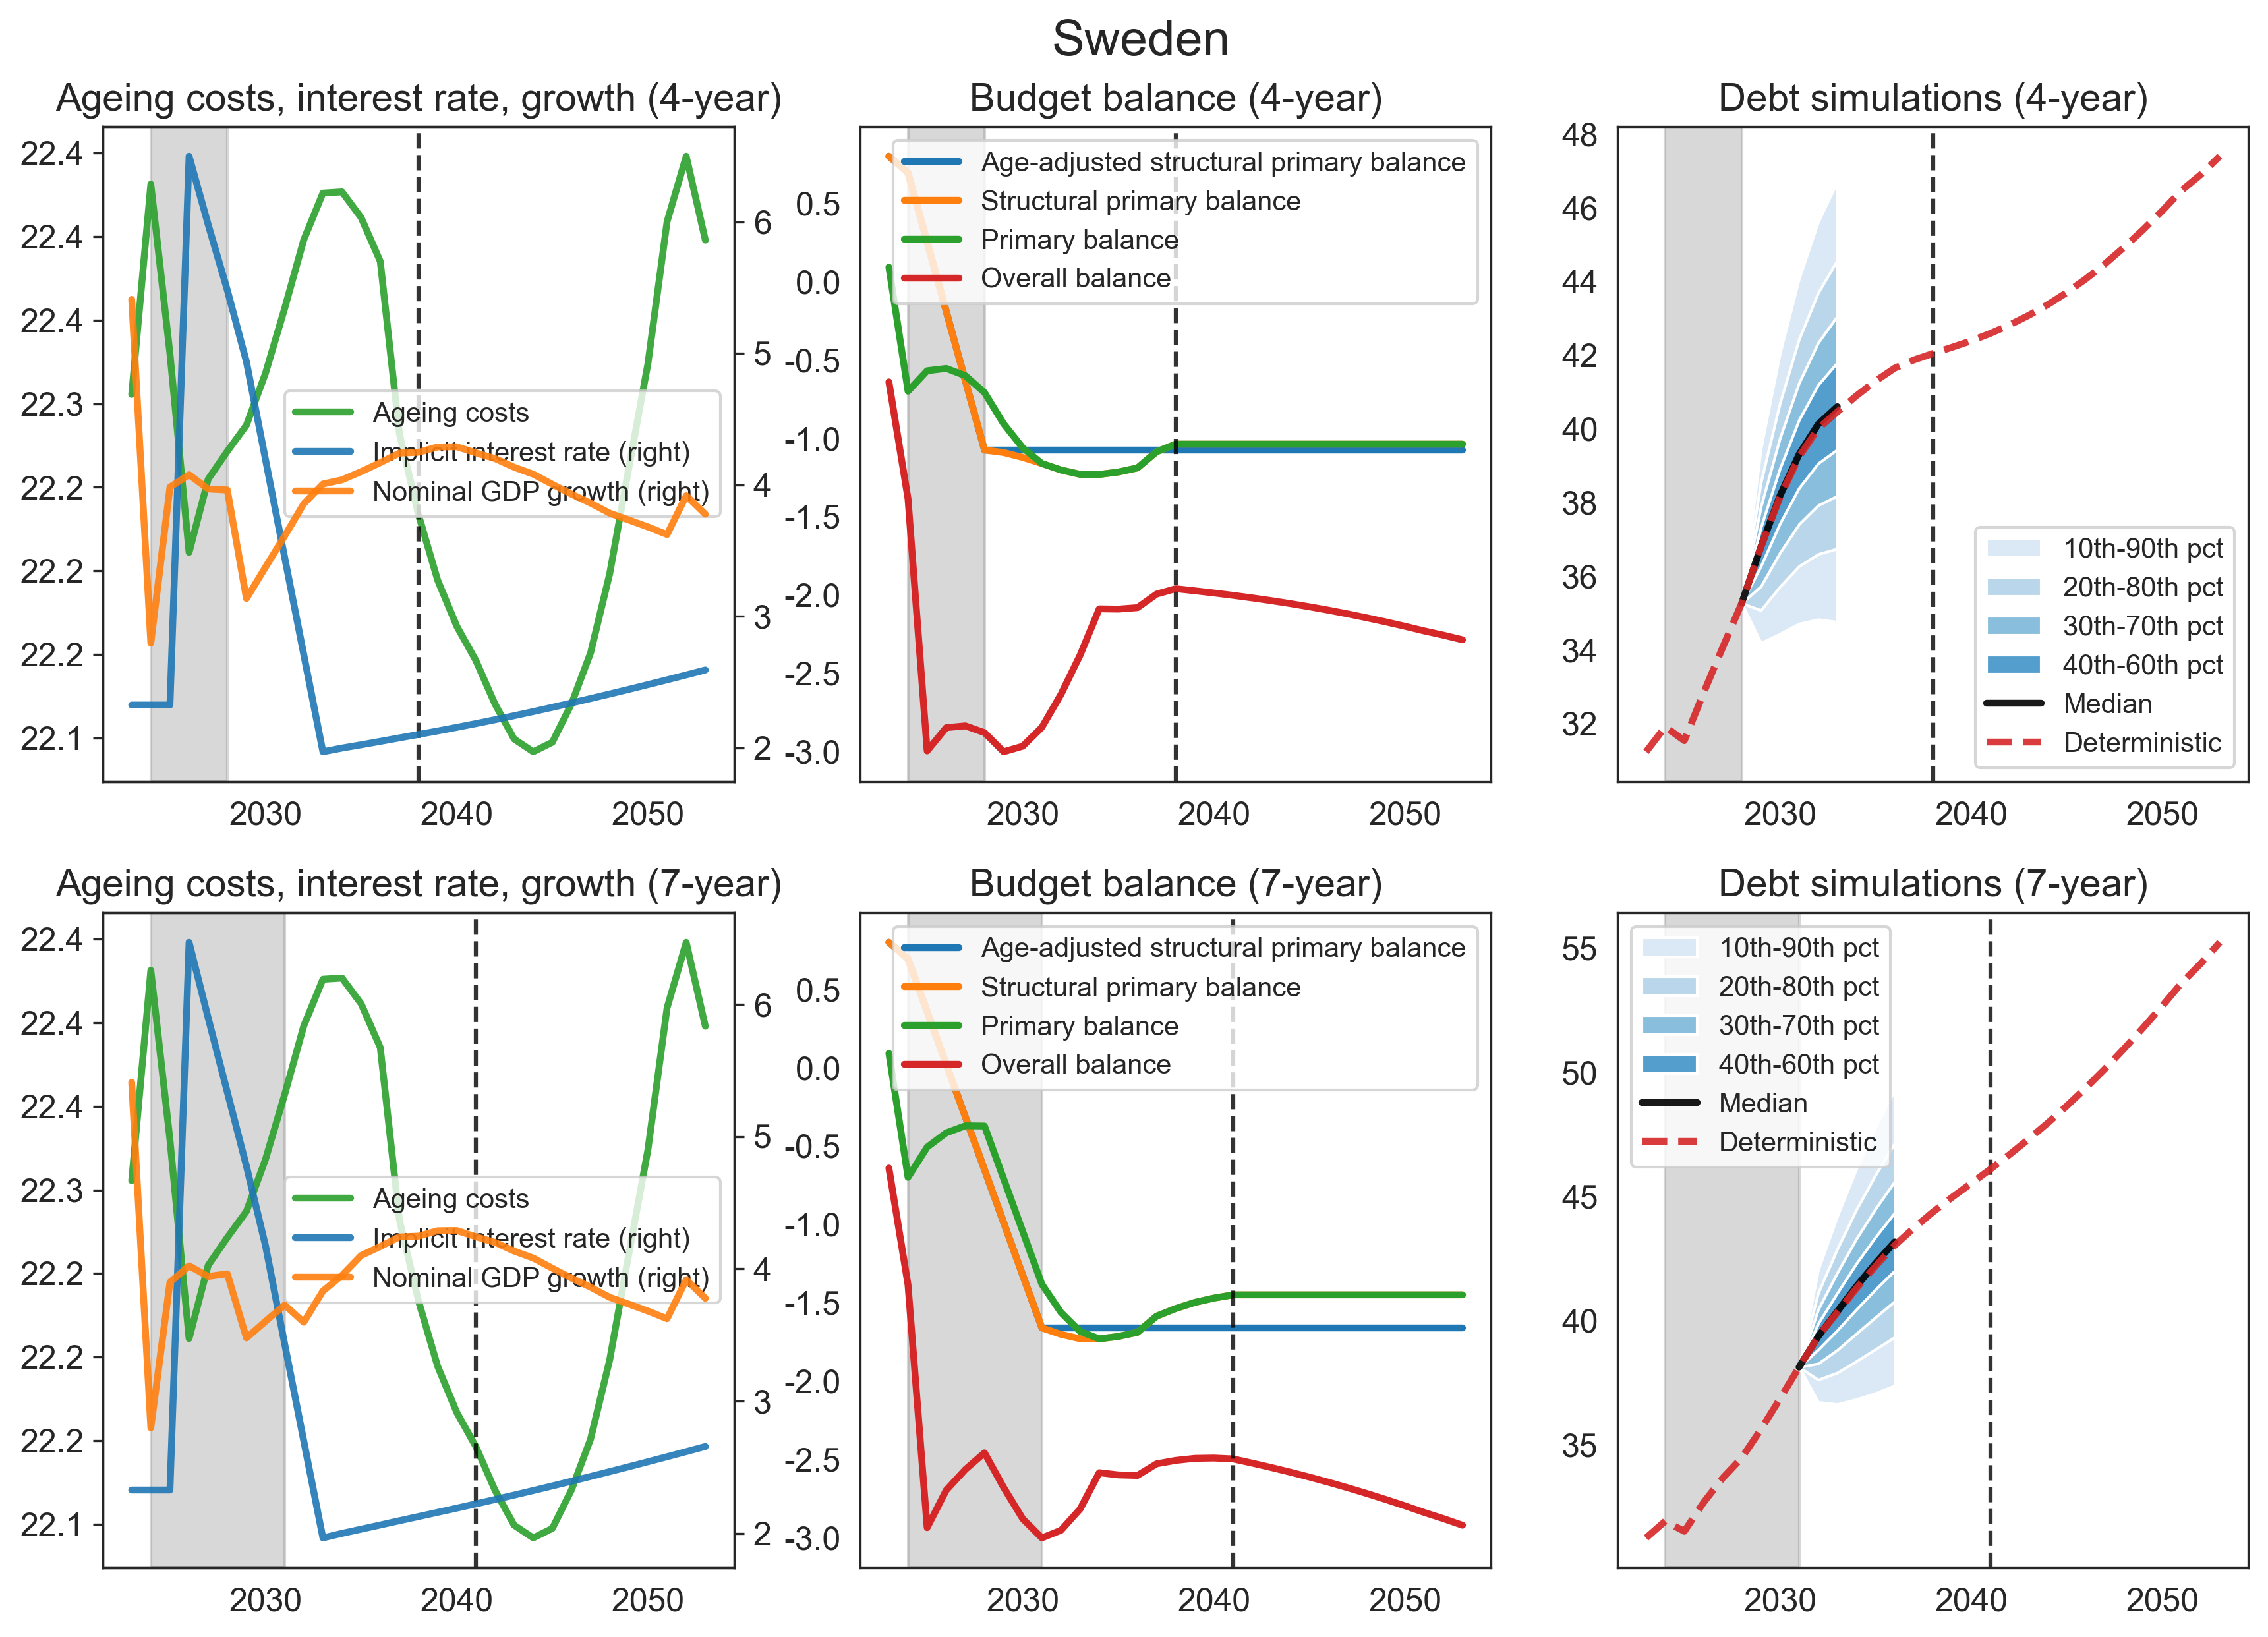 Sweden
Ageing costs, interest rate, growth (4-year)
22.4
22.4
22.4
22.3
22.2
22.2
22.2
22.1
6
5
4
3
2
2030
2040
2050
Ageing costs
Implicit interest rate (right)
Nominal GDP growth (right)
Budget balance (4-year)
0.5
0.0
-0.5
-1.0
-1.5
-2.0
-2.5
-3.0
2030
2040
2050
Age-adjusted structural primary balance
Structural primary balance
Primary balance
Overall balance
Debt simulations (4-year)
48
46
44
42
40
38
36
34
32
2030
2040
2050
10th-90th pct
20th-80th pct
30th-70th pct
40th-60th pct
Median
Deterministic
Ageing costs, interest rate, growth (7-year)
22.4
22.4
22.4
22.3
22.2
22.2
22.2
22.1
6
5
4
3
2
2030
2040
2050
Ageing costs
Implicit interest rate (right)
Nominal GDP growth (right)
Budget balance (7-year)
0.5
0.0
-0.5
-1.0
-1.5
-2.0
-2.5
-3.0
2030
2040
2050
Age-adjusted structural primary balance
Structural primary balance
Primary balance
Overall balance
Debt simulations (7-year)
55
50
45
40
35
2030
2040
2050
10th-90th pct
20th-80th pct
30th-70th pct
40th-60th pct
Median
Deterministic